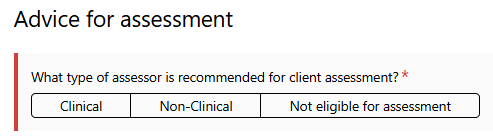 Advice for assessment
What type of assessor is recommended for client assessment? *
Clinical Non-Clinical Not eligible for assessment